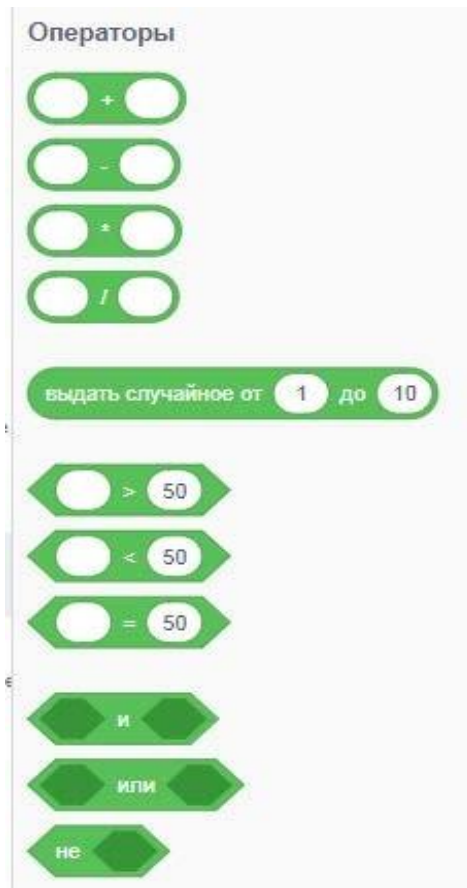 Операторы
+
-
*
/
выдать случайное от 1 до 10
> 50
< 50
= 50
и
или
не